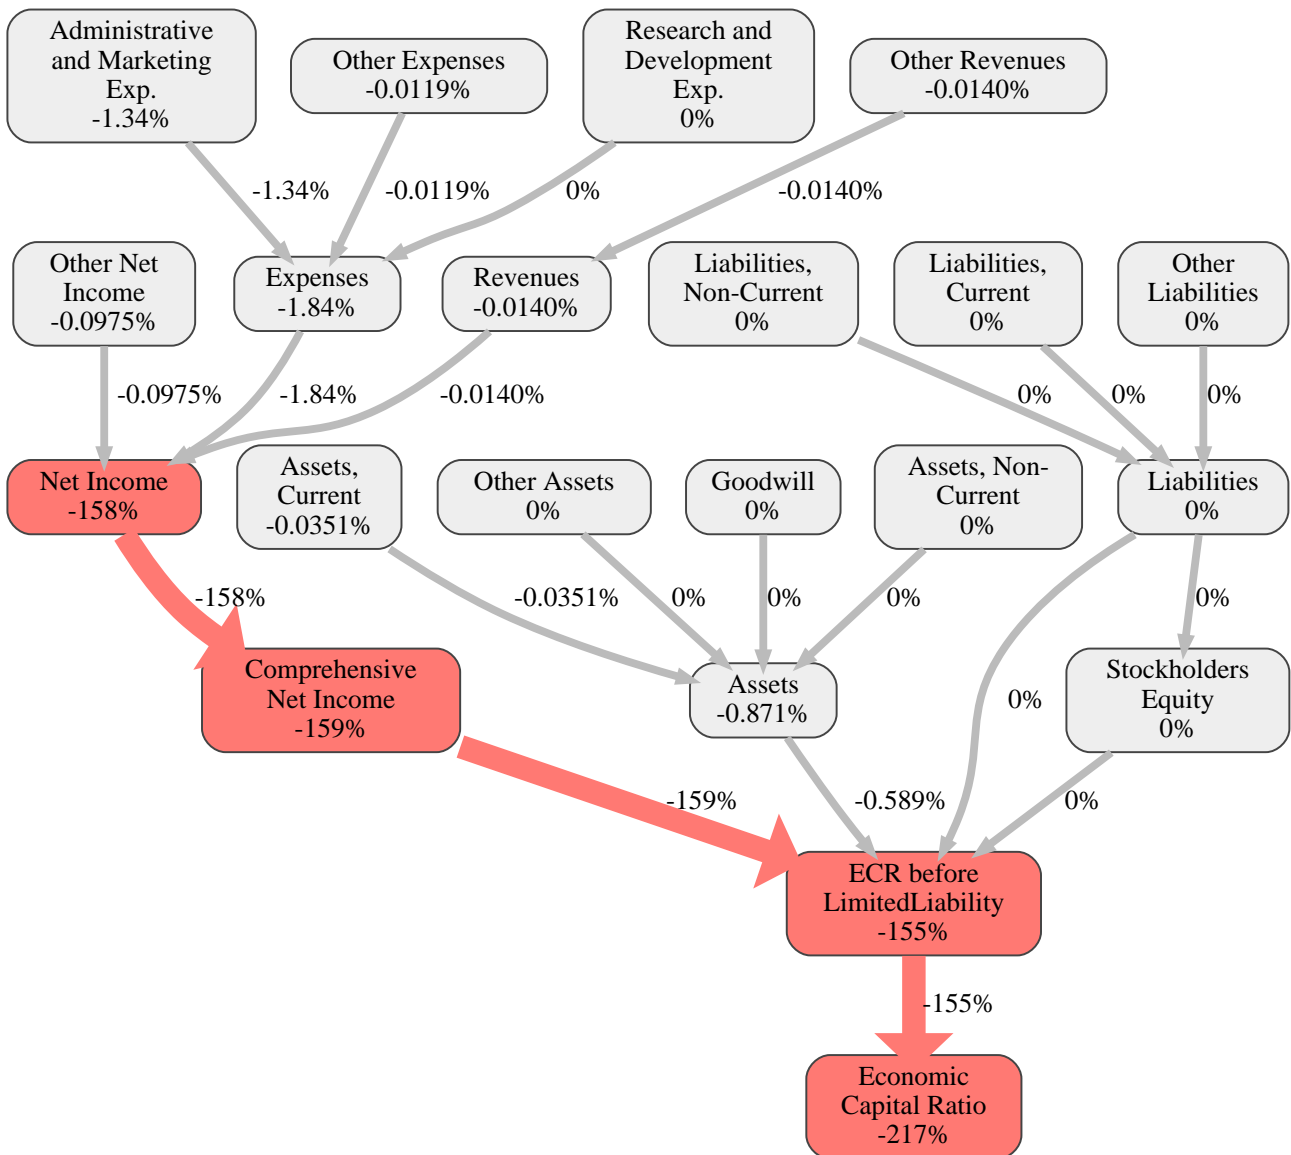 Administrative
and Marketing
Exp.
-1.34%
Other Expenses
-0.0119%
Research and
Development
Exp.
0%
Other Revenues
-0.0140%
-1.34%
-0.0119%
0%
-0.0140%
Other Net
Income
-0.0975%
Expenses
-1.84%
Revenues
-0.0140%
Liabilities,
Non-Current
0%
Liabilities,
Current
0%
Other
Liabilities
0%
-0.0975%
-1.84%
-0.0140%
0%
0%
0%
Net Income
-158%
Assets,
Current
-0.0351%
Other Assets
0%
Goodwill
0%
Assets, Non-
Current
0%
Liabilities
0%
-158%
-0.0351%
0%
0%
0%
0%
Comprehensive
Net Income
-159%
Assets
-0.871%
0%
Stockholders
Equity
0%
-159%
-0.589%
0%
ECR before
LimitedLiability
-155%
-155%
Economic
Capital Ratio
-217%